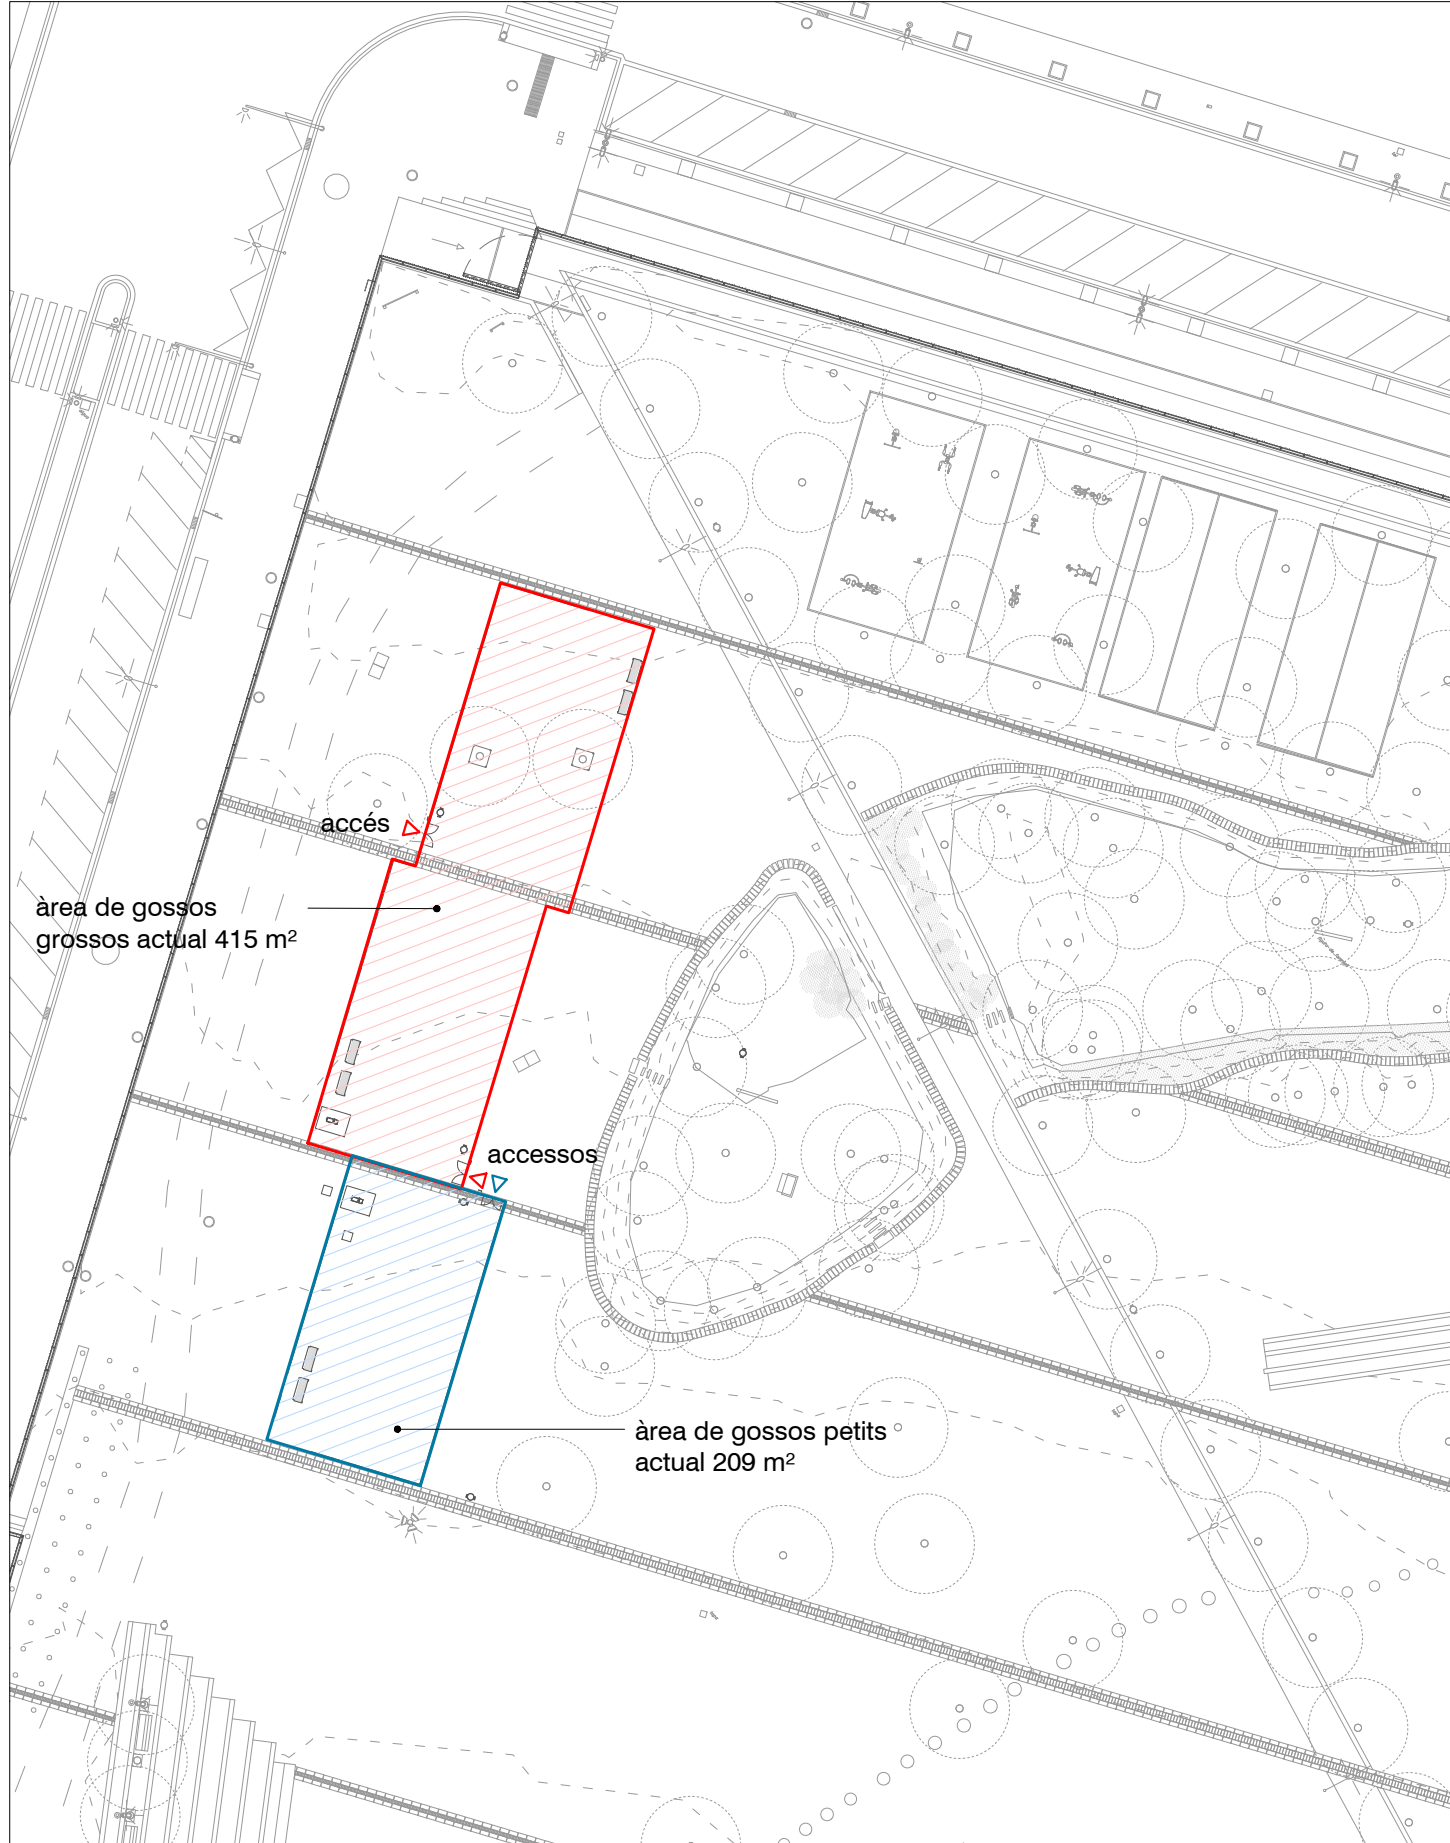 accés
àrea de gossos
grossos actual 415 m²
accessos
àrea de gossos petits
actual 209 m²